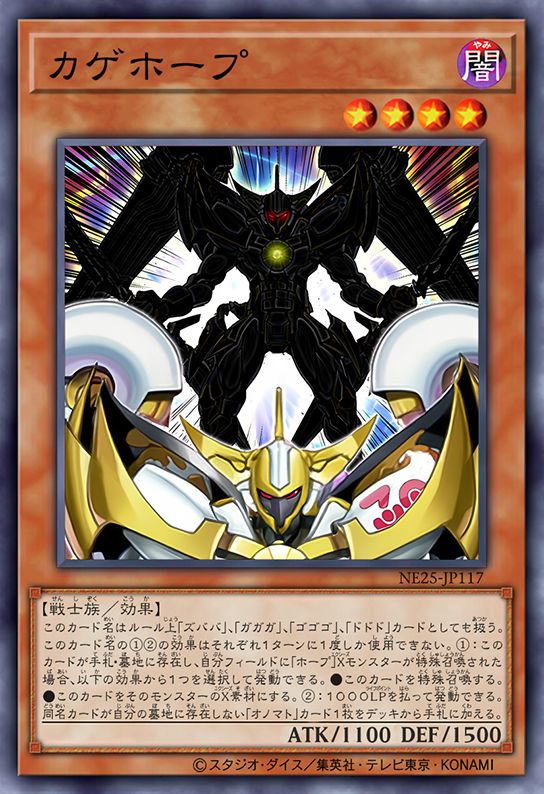 カゲホープ
やみ
闇
39
NE25-JP117
【戦士族／効果】
このカード名はルール上「ズババ」、「ガガガ」、「ゴゴゴ」、「ドドド」カードとしても扱う。
このカード名の①②の効果はそれぞれ1ターンに1度しか使用できない。①：この
カードが手札・墓地に存在し、自分フィールドに「ホープ」Xモンスターが特殊召喚された
場合、以下の効果から1つを選択して発動できる。●このカードを特殊召喚する。
●このカードをそのモンスターのX素材にする。②：1000LPを払って発動できる。
同名カードが自分の墓地に存在しない「オノマト」カード1枚をデッキから手札に加える。
ATK/1100 DEF/1500
©スタジオ・ダイス／集英社・テレビ東京・KONAMI